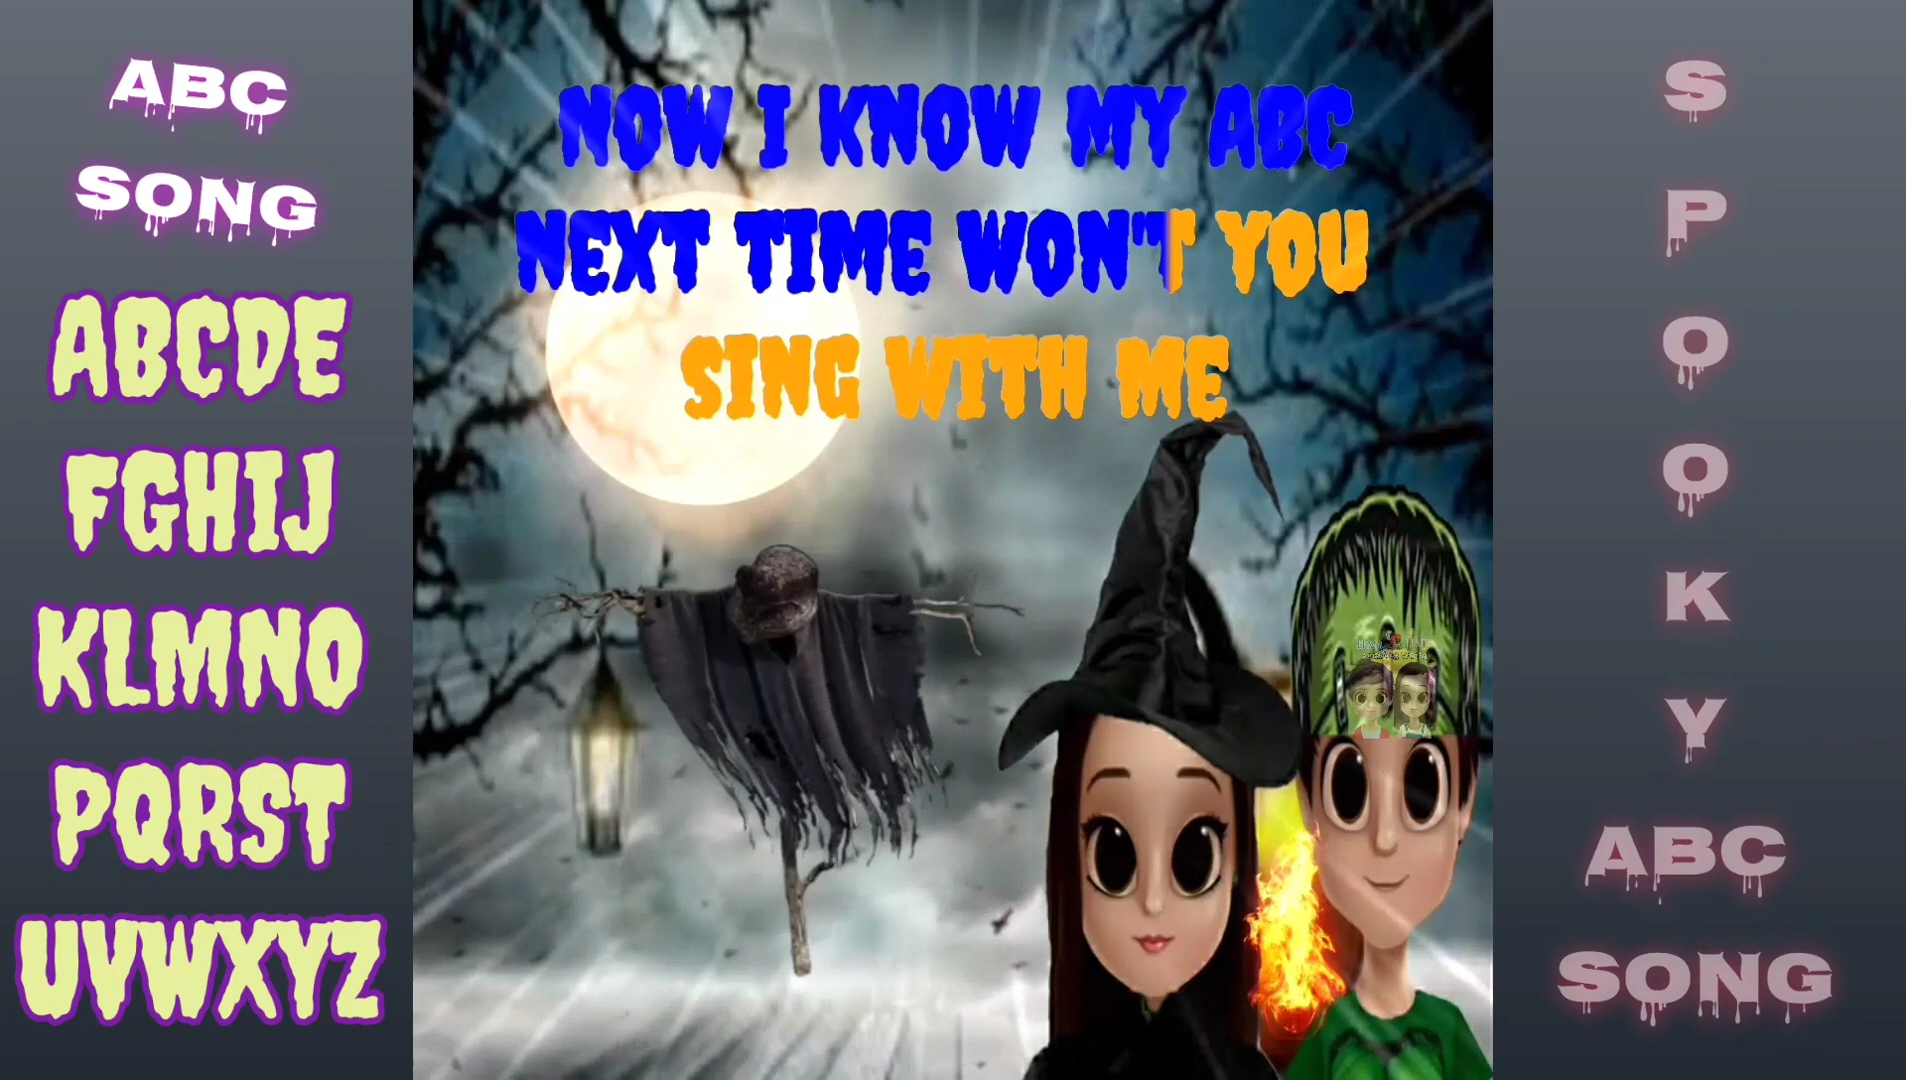 ABC
SONG
ABCDE
FGHIJ
KLMNO
PQRST
UVWXYZ
NOW I KNOW MY ABC
NEXT TIME WON"T YOU
SING WITH ME
S
P
O
O
K
Y
ABC
SONG